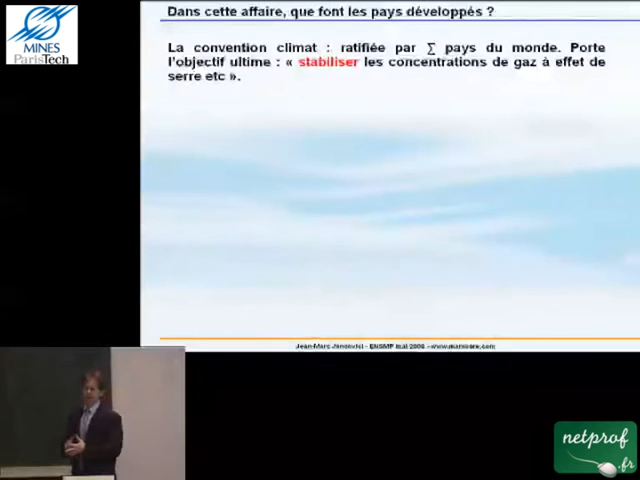 Dans cette affaire, que font les pays développés ?
MINES
ParisTech
La convention climat : ratifiée par ∑ pays du monde. Porte
l'objectif ultime : « stabiliser les concentrations de gaz à effet de
serre etc ».
Jean-Marc Jancovici - ENSMP mai 2008 - www.manicore.com
netprof
.fr